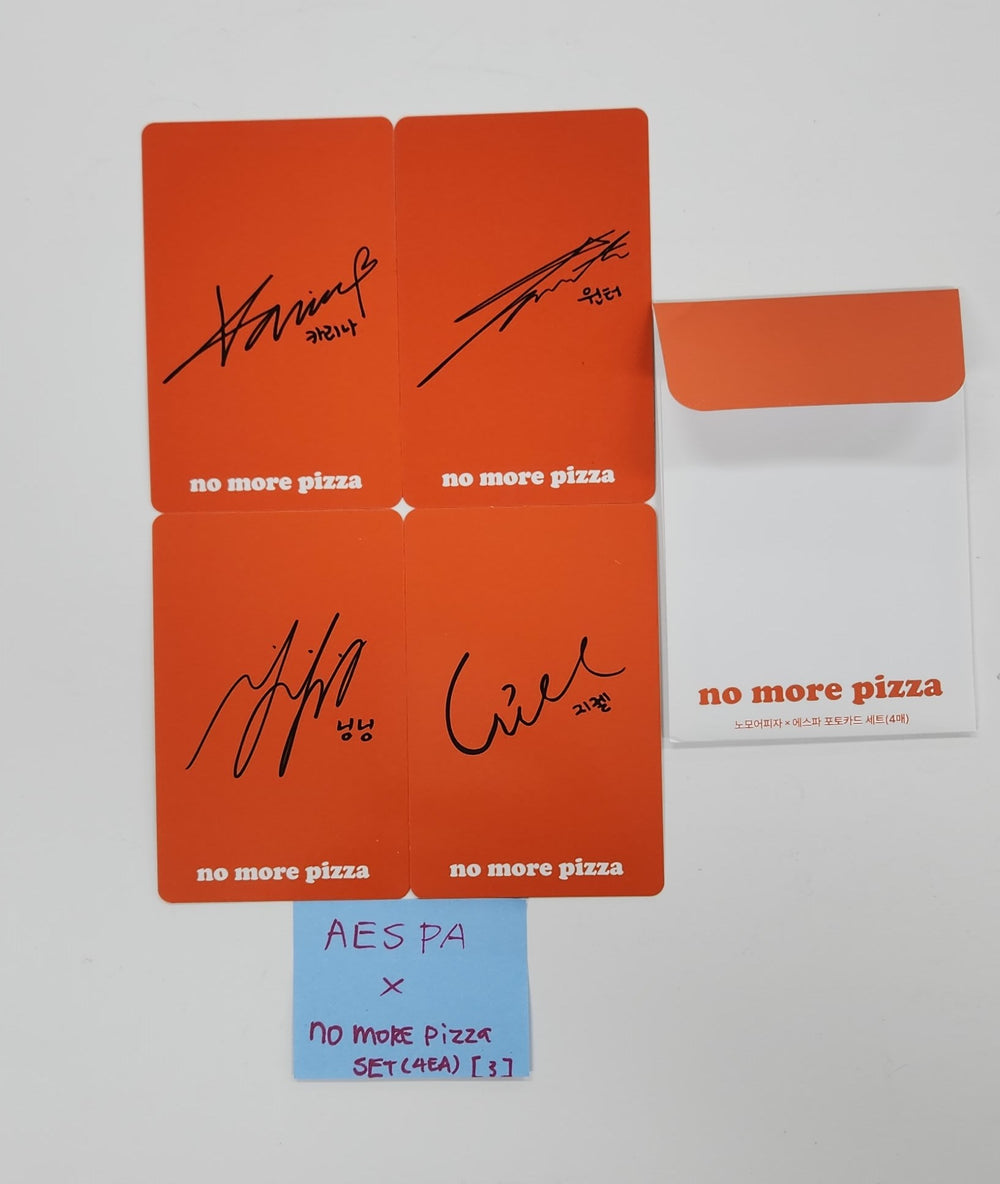 Karina
카리나
no more pizza
윈터
no more pizza
닝닝
no more pizza
지젤
no more pizza
no more pizza
노모어피자 × 에스파 포토카드 세트(4매)
AESPA
×
no more pizza
SET(4EA) [3]